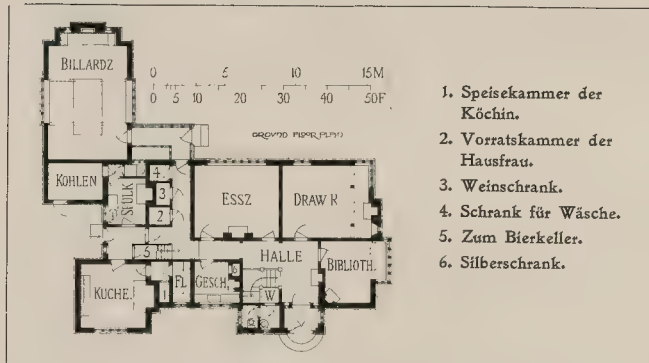 BILLARDZ
0 5 10 15M
0 5 10 20 30 40 50F
GROUND FLOOR PLAN
KOHLEN
SPÜLK
4
3
2
ESSZ
DRAW R
5
HALLE
BIBLIOTH.
KÜCHE.
1
FL
GESCH.
6
W
1. Speisekammer der
Köchin.
2. Vorratskammer der
Hausfrau.
3. Weinschrank.
4. Schrank für Wäsche.
5. Zum Bierkeller.
6. Silberschrank.